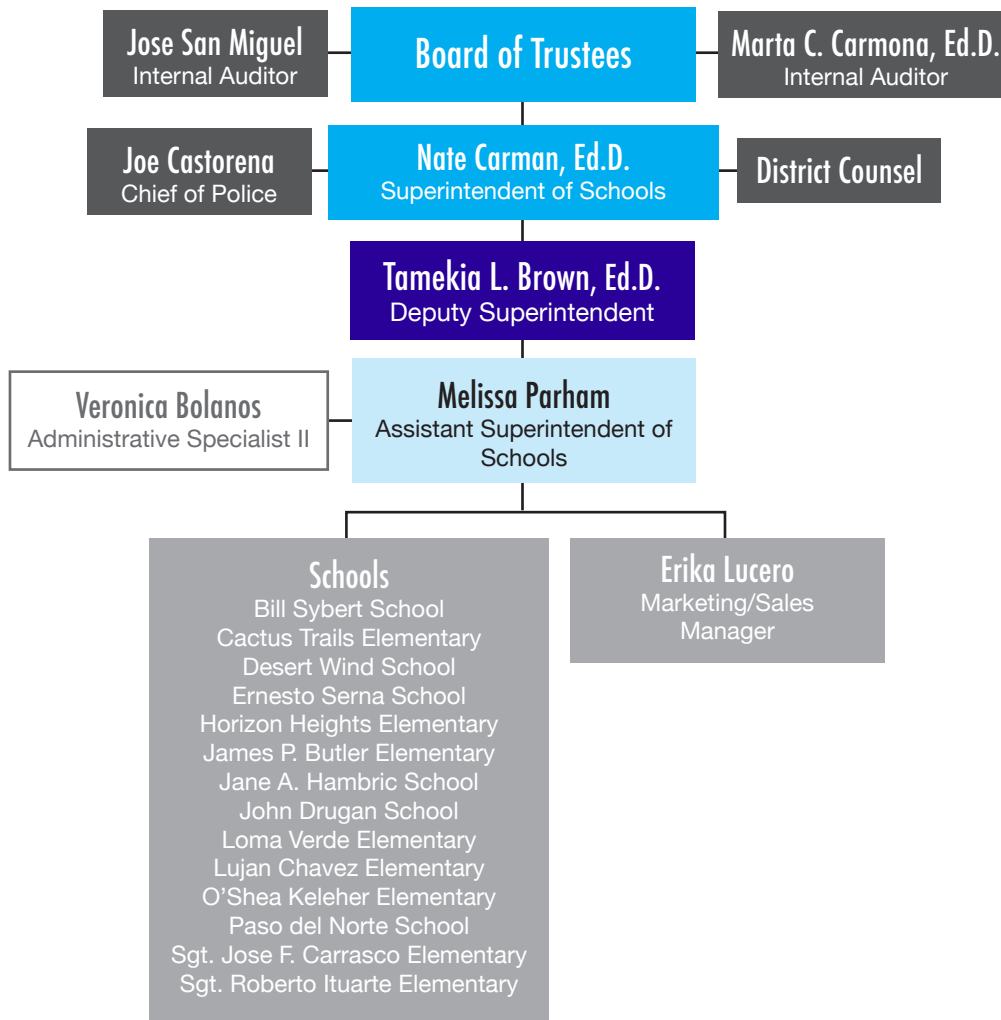 Jose San Miguel
Internal Auditor
Board of Trustees
Marta C. Carmona, Ed.D.
Internal Auditor
Joe Castorena
Chief of Police
Nate Carman, Ed.D.
Superintendent of Schools
District Counsel
Tamekia L. Brown, Ed.D.
Deputy Superintendent
Veronica Bolanos
Administrative Specialist II
Melissa Parham
Assistant Superintendent of
Schools
Schools
Bill Sybert School
Cactus Trails Elementary
Desert Wind School
Ernesto Serna School
Horizon Heights Elementary
James P. Butler Elementary
Jane A. Hambric School
John Drugan School
Loma Verde Elementary
Lujan Chavez Elementary
O’Shea Keleher Elementary
Paso del Norte School
Sgt. Jose F. Carrasco Elementary
Sgt. Roberto Ituarte Elementary
Erika Lucero
Marketing/Sales
Manager